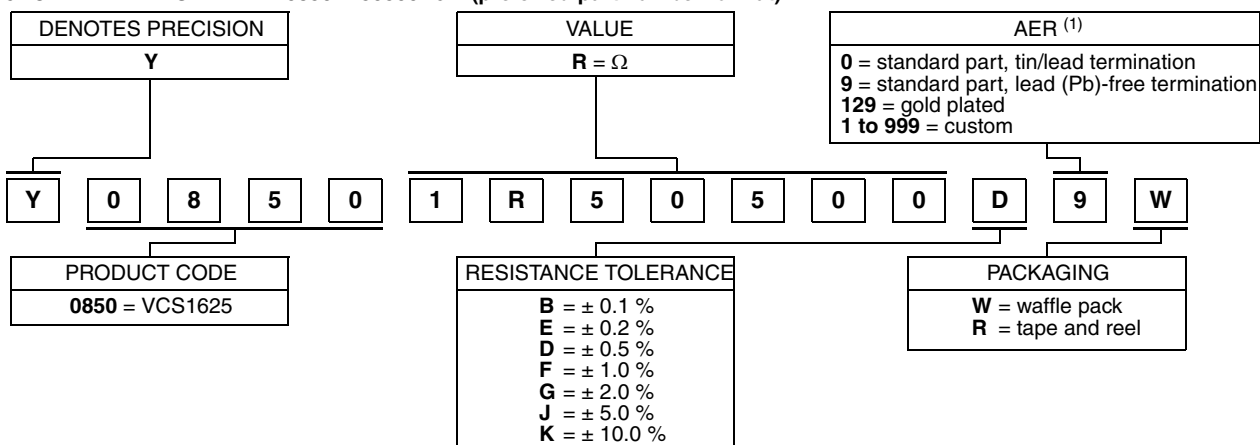 DENOTES PRECISION
Y
VALUE
R = Ω
AER (1)
0 = standard part, tin/lead termination
9 = standard part, lead (Pb)-free termination
129 = gold plated
1 to 999 = custom
Y 0 8 5 0 1 R 5 0 5 0 0 D 9 W
PRODUCT CODE
0850 = VCS1625
RESISTANCE TOLERANCE
B = ± 0.1 %
E = ± 0.2 %
D = ± 0.5 %
F = ± 1.0 %
G = ± 2.0 %
J = ± 5.0 %
K = ± 10.0 %
PACKAGING
W = waffle pack
R = tape and reel